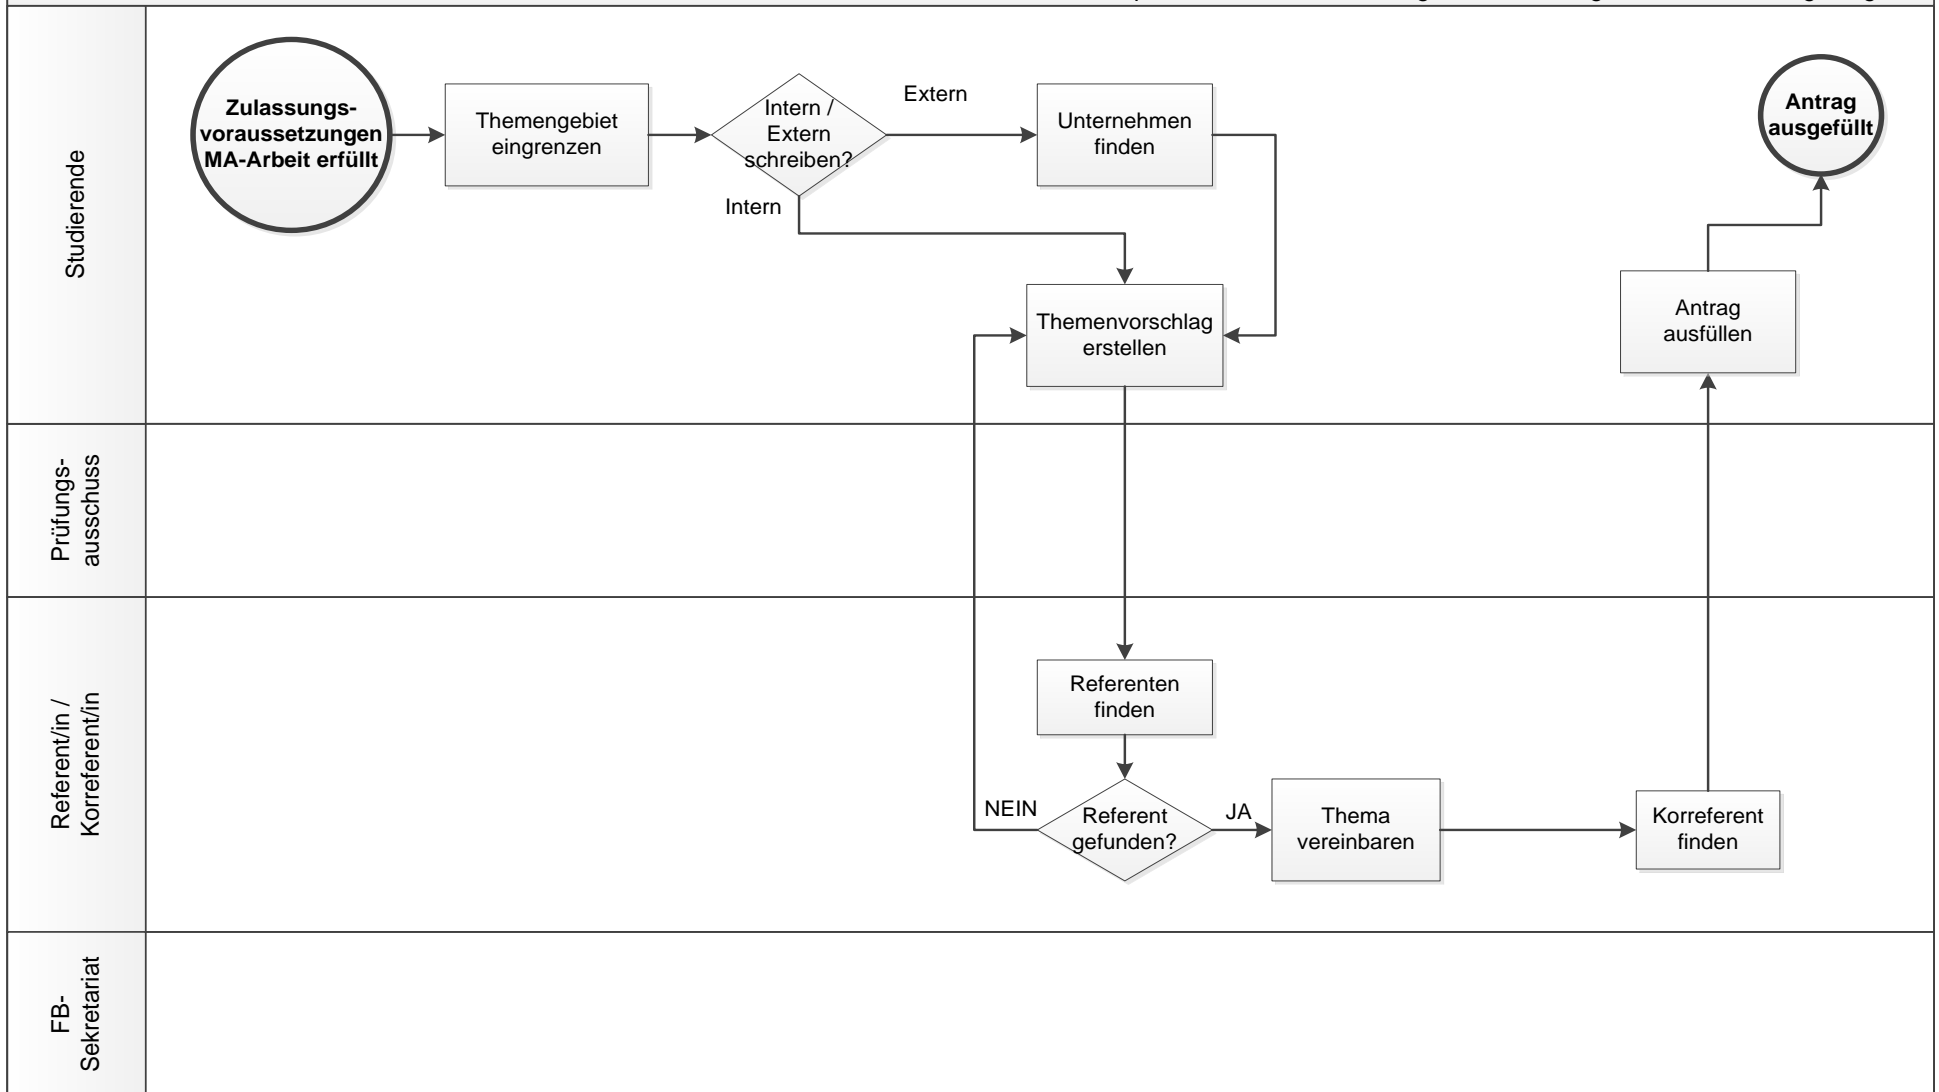 Studierende
Zulassungs-
voraussetzungen
MA-Arbeit erfüllt
Themengebiet
eingrenzen
Intern /
Extern
schreiben?
Extern
Intern
Unternehmen
finden
Themenvorschlag
erstellen
Antrag
ausgefüllt
Antrag
ausfüllen
Prüfungs-
ausschuss
Referent/in /
Korreferent/in
Referenten
finden
Referent
gefunden?
NEIN
JA
Thema
vereinbaren
Korreferent
finden
FB-
Sekretariat